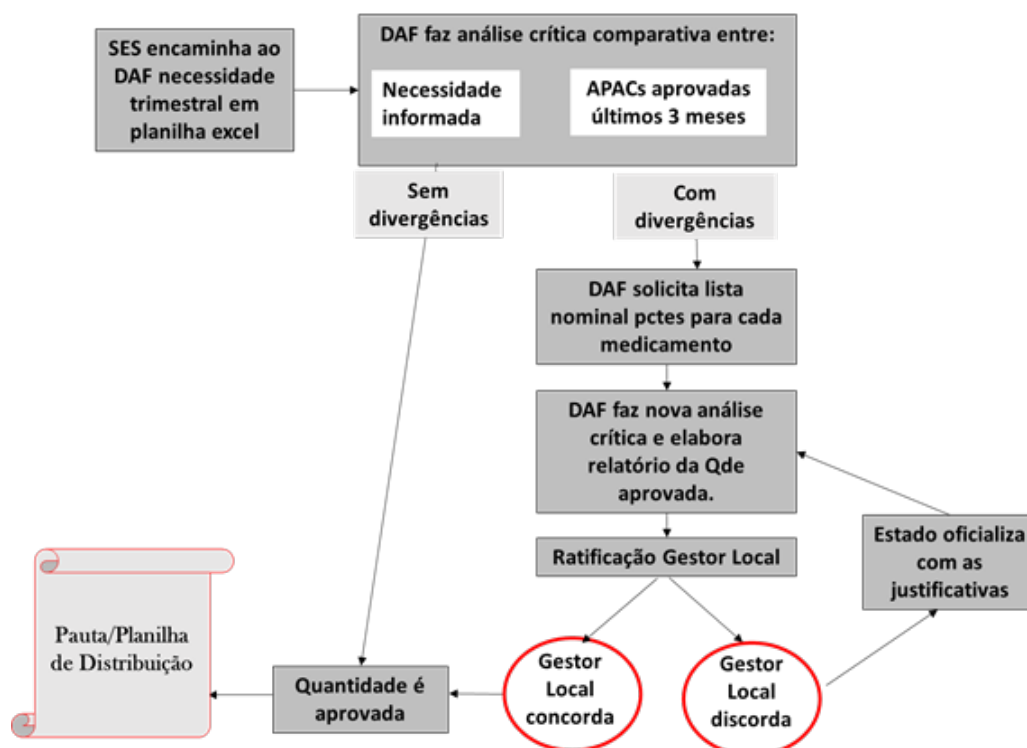 SES encaminha ao
DAF necessidade
trimestral em
planilha excel
DAF faz análise crítica comparativa entre:
Necessidade
informada
APACs aprovadas
últimos 3 meses
Sem
divergências
Com
divergências
DAF solicita lista
nominal pctes para cada
medicamento
DAF faz nova análise
crítica e elabora
relatório da Qde
aprovada.
Ratificação Gestor Local
Estado oficializa
com as
justificativas
Gestor
Local
concorda
Gestor
Local
discorda
Quantidade é
aprovada
Pauta/Planilha
de Distribuição